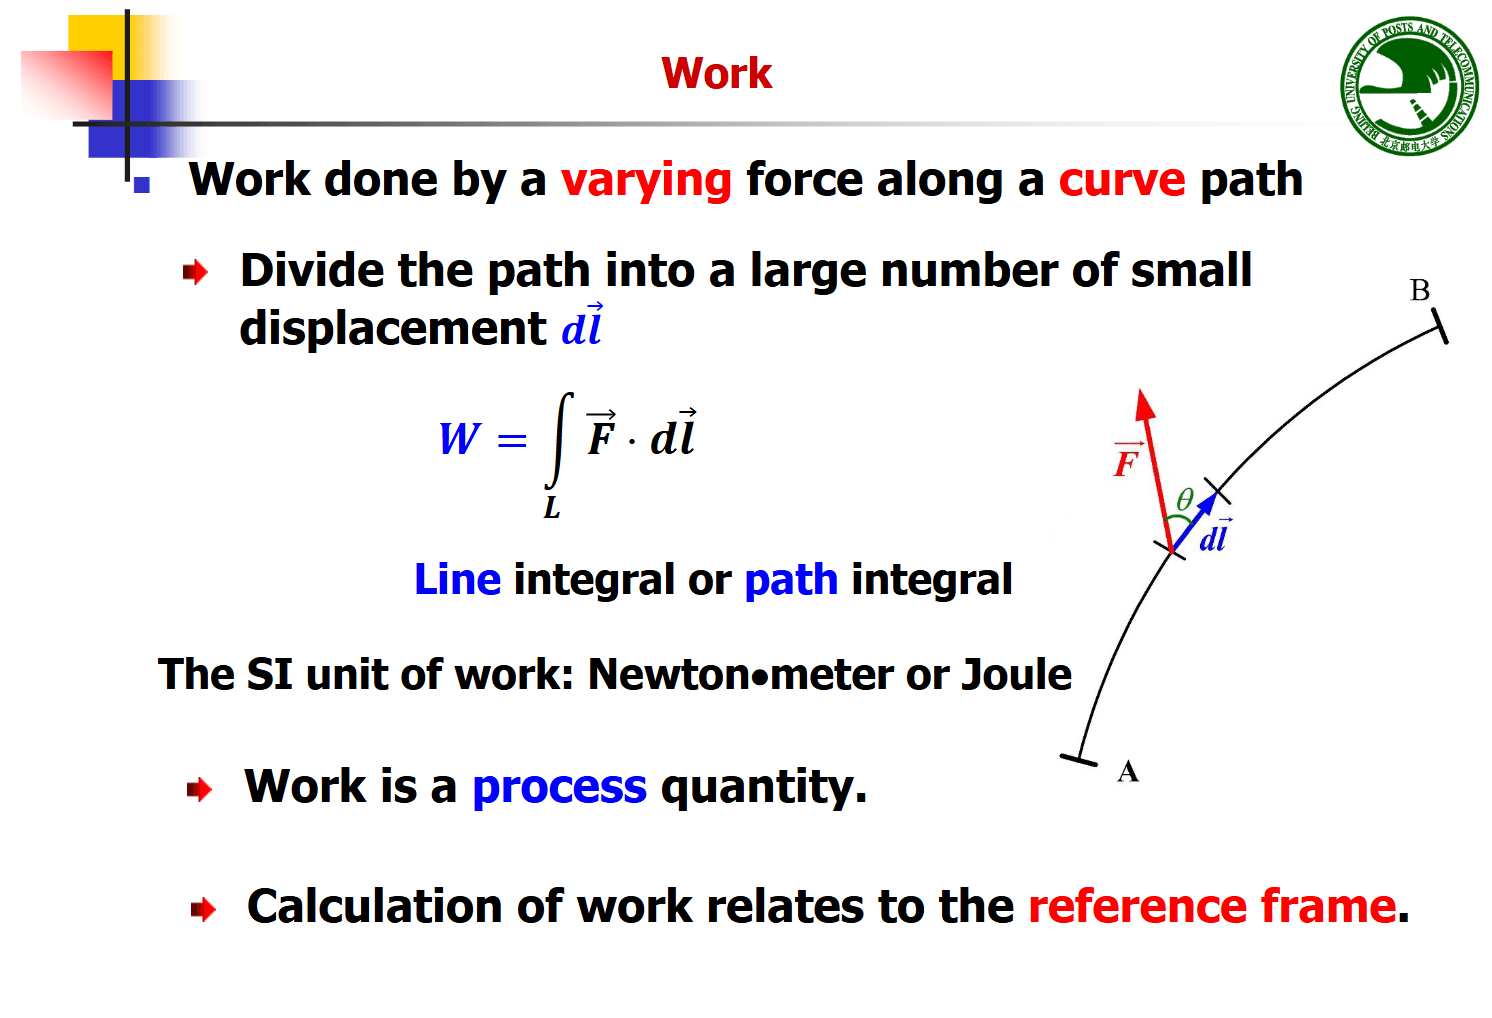 Work
BEIJING UNIVERSITY OF POSTS AND TELECOMMUNICATIONS
北京邮电大学
Work done by a varying force along a curve path
Divide the path into a large number of small
displacement $d\vec{l}$
$W = \int_L \vec{F} \cdot d\vec{l}$
Line integral or path integral
The SI unit of work: Newton•meter or Joule
Work is a process quantity.
Calculation of work relates to the reference frame.
B
$\vec{F}$
θ
$d\vec{l}$
A